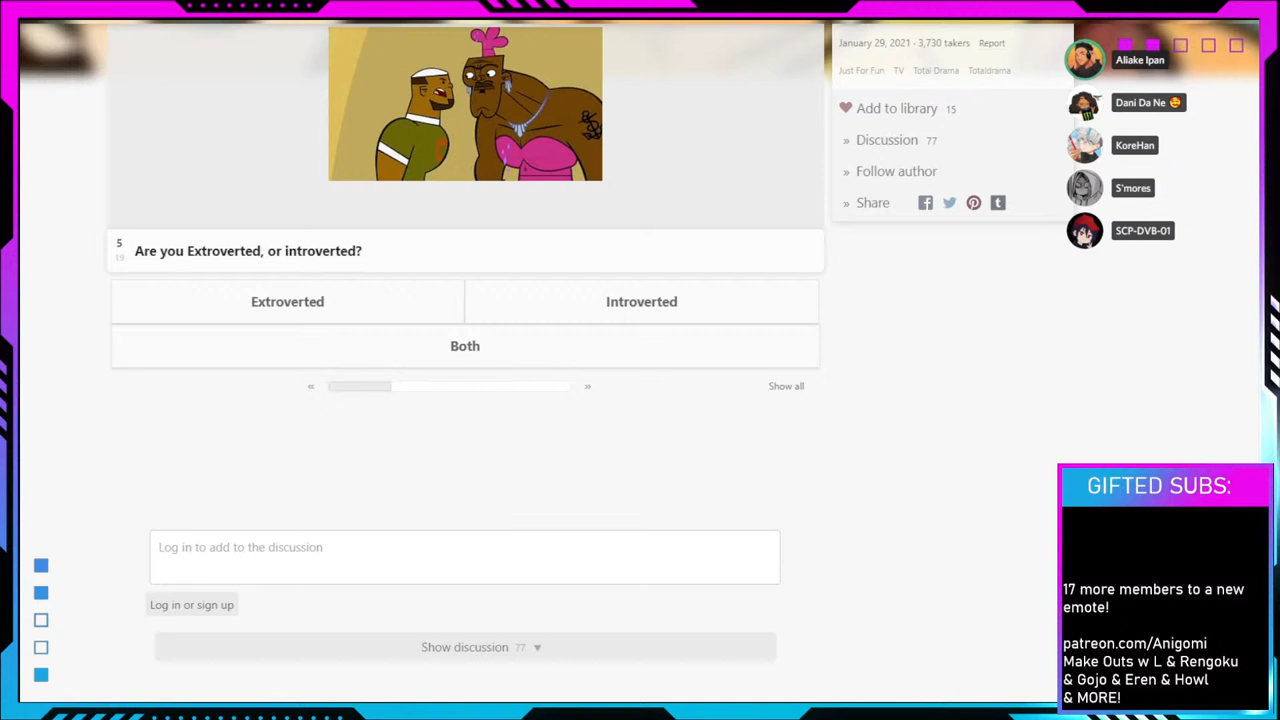 January 29, 2021 · 3,730 takers Report
Just For Fun TV Total Drama Totaldrama
Add to library 15
» Discussion 77
» Follow author
» Share
Aliake Ipan
Dani Da Ne 🤩
KoreHan
S'mores
SCP-DVB-01
5
19
Are you Extroverted, or introverted?
Extroverted
Introverted
Both
« » Show all
Log in to add to the discussion
Log in or sign up
Show discussion 77 ▼
GIFTED SUBS:
17 more members to a new
emote!
patreon.com/Anigomi
Make Outs w L & Rengoku
& Gojo & Eren & Howl
& MORE!